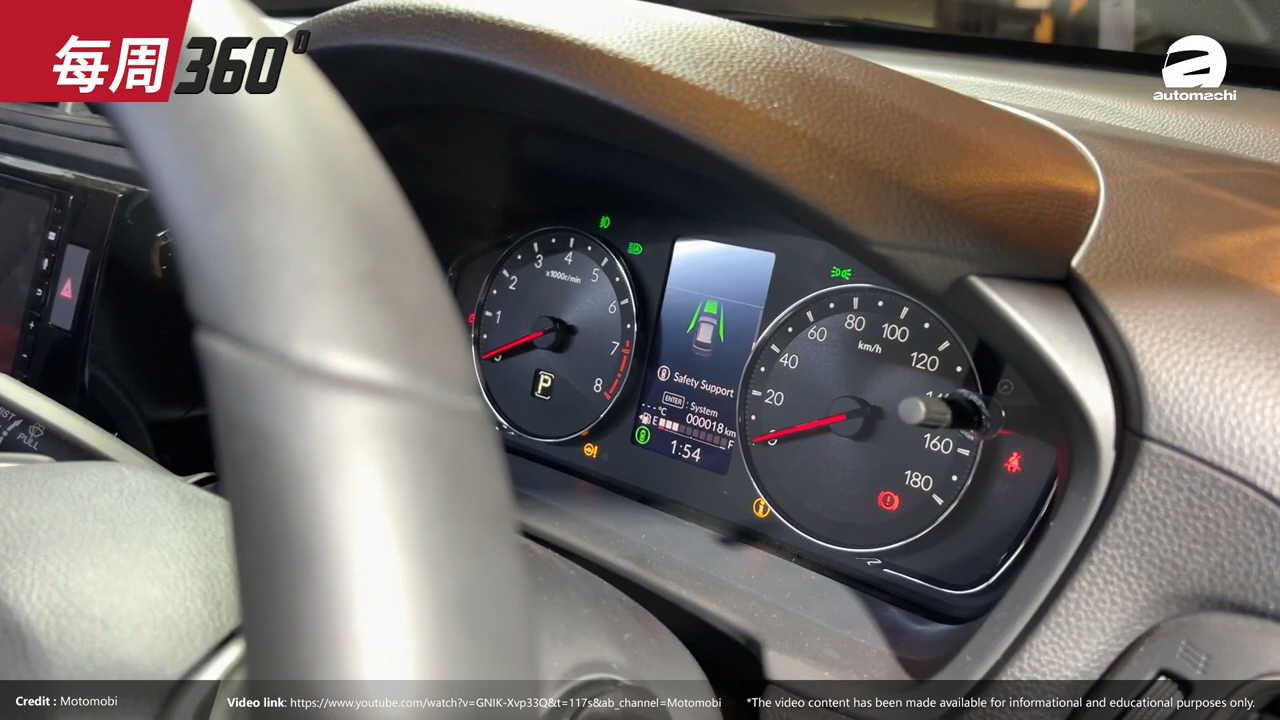 每周360°
automachi
x1000r/min
1
2
3
4
5
6
7
8
P
Safety Support
ENTER : System
---°C
000018 km
E F
1:54
km/h
20
40
60
80
100
120
160
180
PULL
Credit : Motomobi
Video link: https://www.youtube.com/watch?v=GNIK-Xvp33Q&t=117s&ab_channel=Motomobi
*The video content has been made available for informational and educational purposes only.